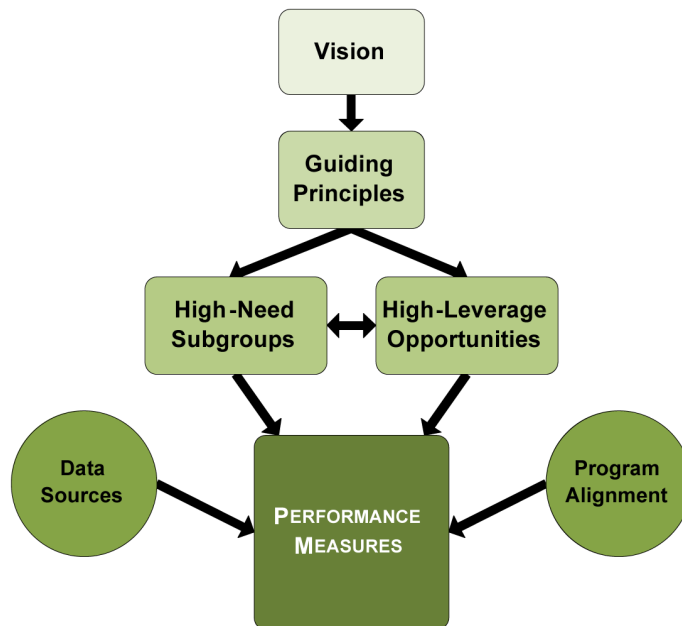 Vision
Guiding
Principles
High-Need
Subgroups
High-Leverage
Opportunities
Data
Sources
Program
Alignment
PERFORMANCE
MEASURES